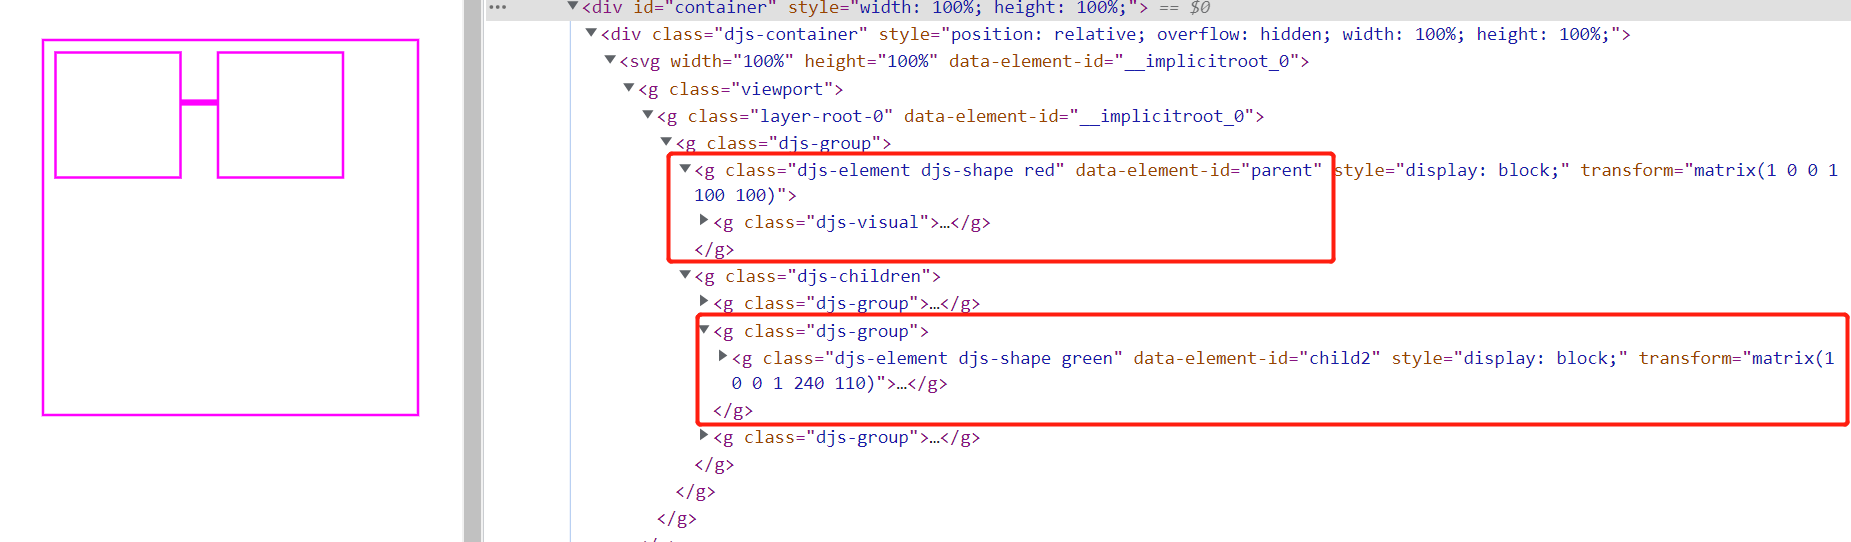 <div id="container" style="width: 100%; height: 100%;"> == $0
<div class="djs-container" style="position: relative; overflow: hidden; width: 100%; height: 100%;">
<svg width="100%" height="100%" data-element-id="__implicitroot_0">
<g class="viewport">
<g class="layer-root-0" data-element-id="__implicitroot_0">
<g class="djs-group">
<g class="djs-element djs-shape red" data-element-id="parent" style="display: block;" transform="matrix(1 0 0 1
100 100)">
<g class="djs-visual">…</g>
</g>
<g class="djs-children">
<g class="djs-group">…</g>
<g class="djs-group">
<g class="djs-element djs-shape green" data-element-id="child2" style="display: block;" transform="matrix(1
0 0 1 240 110)">…</g>
</g>
<g class="djs-group">…</g>
</g>
</g>
</g>